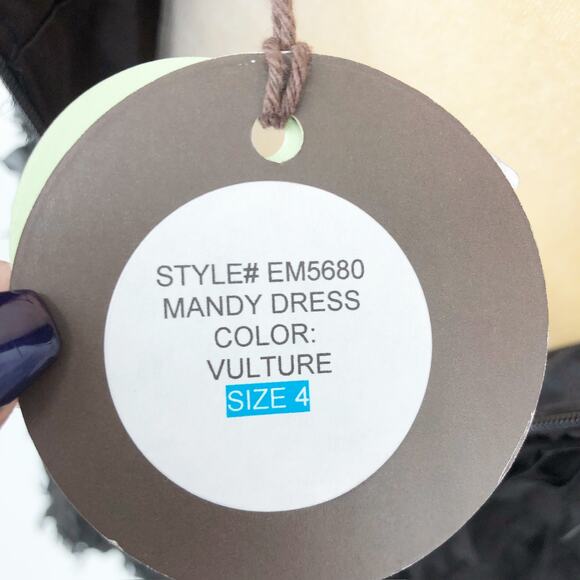 STYLE# EM5680
MANDY DRESS
COLOR:
VULTURE
SIZE 4